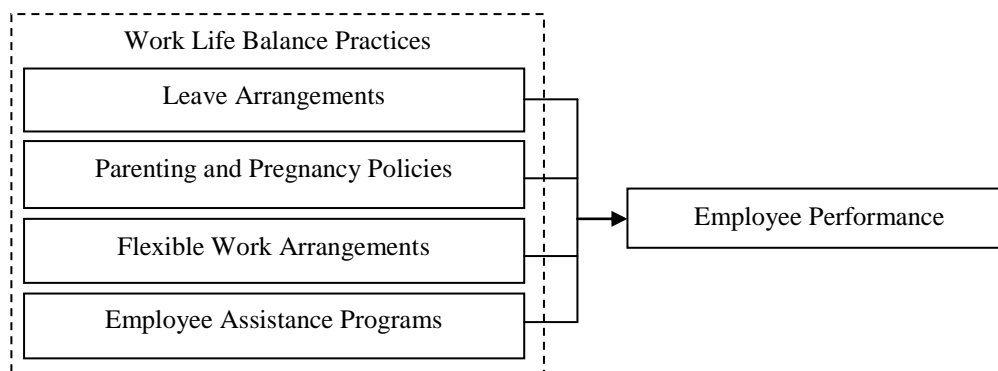 Work Life Balance Practices
Leave Arrangements
Parenting and Pregnancy Policies
Flexible Work Arrangements
Employee Assistance Programs
Employee Performance